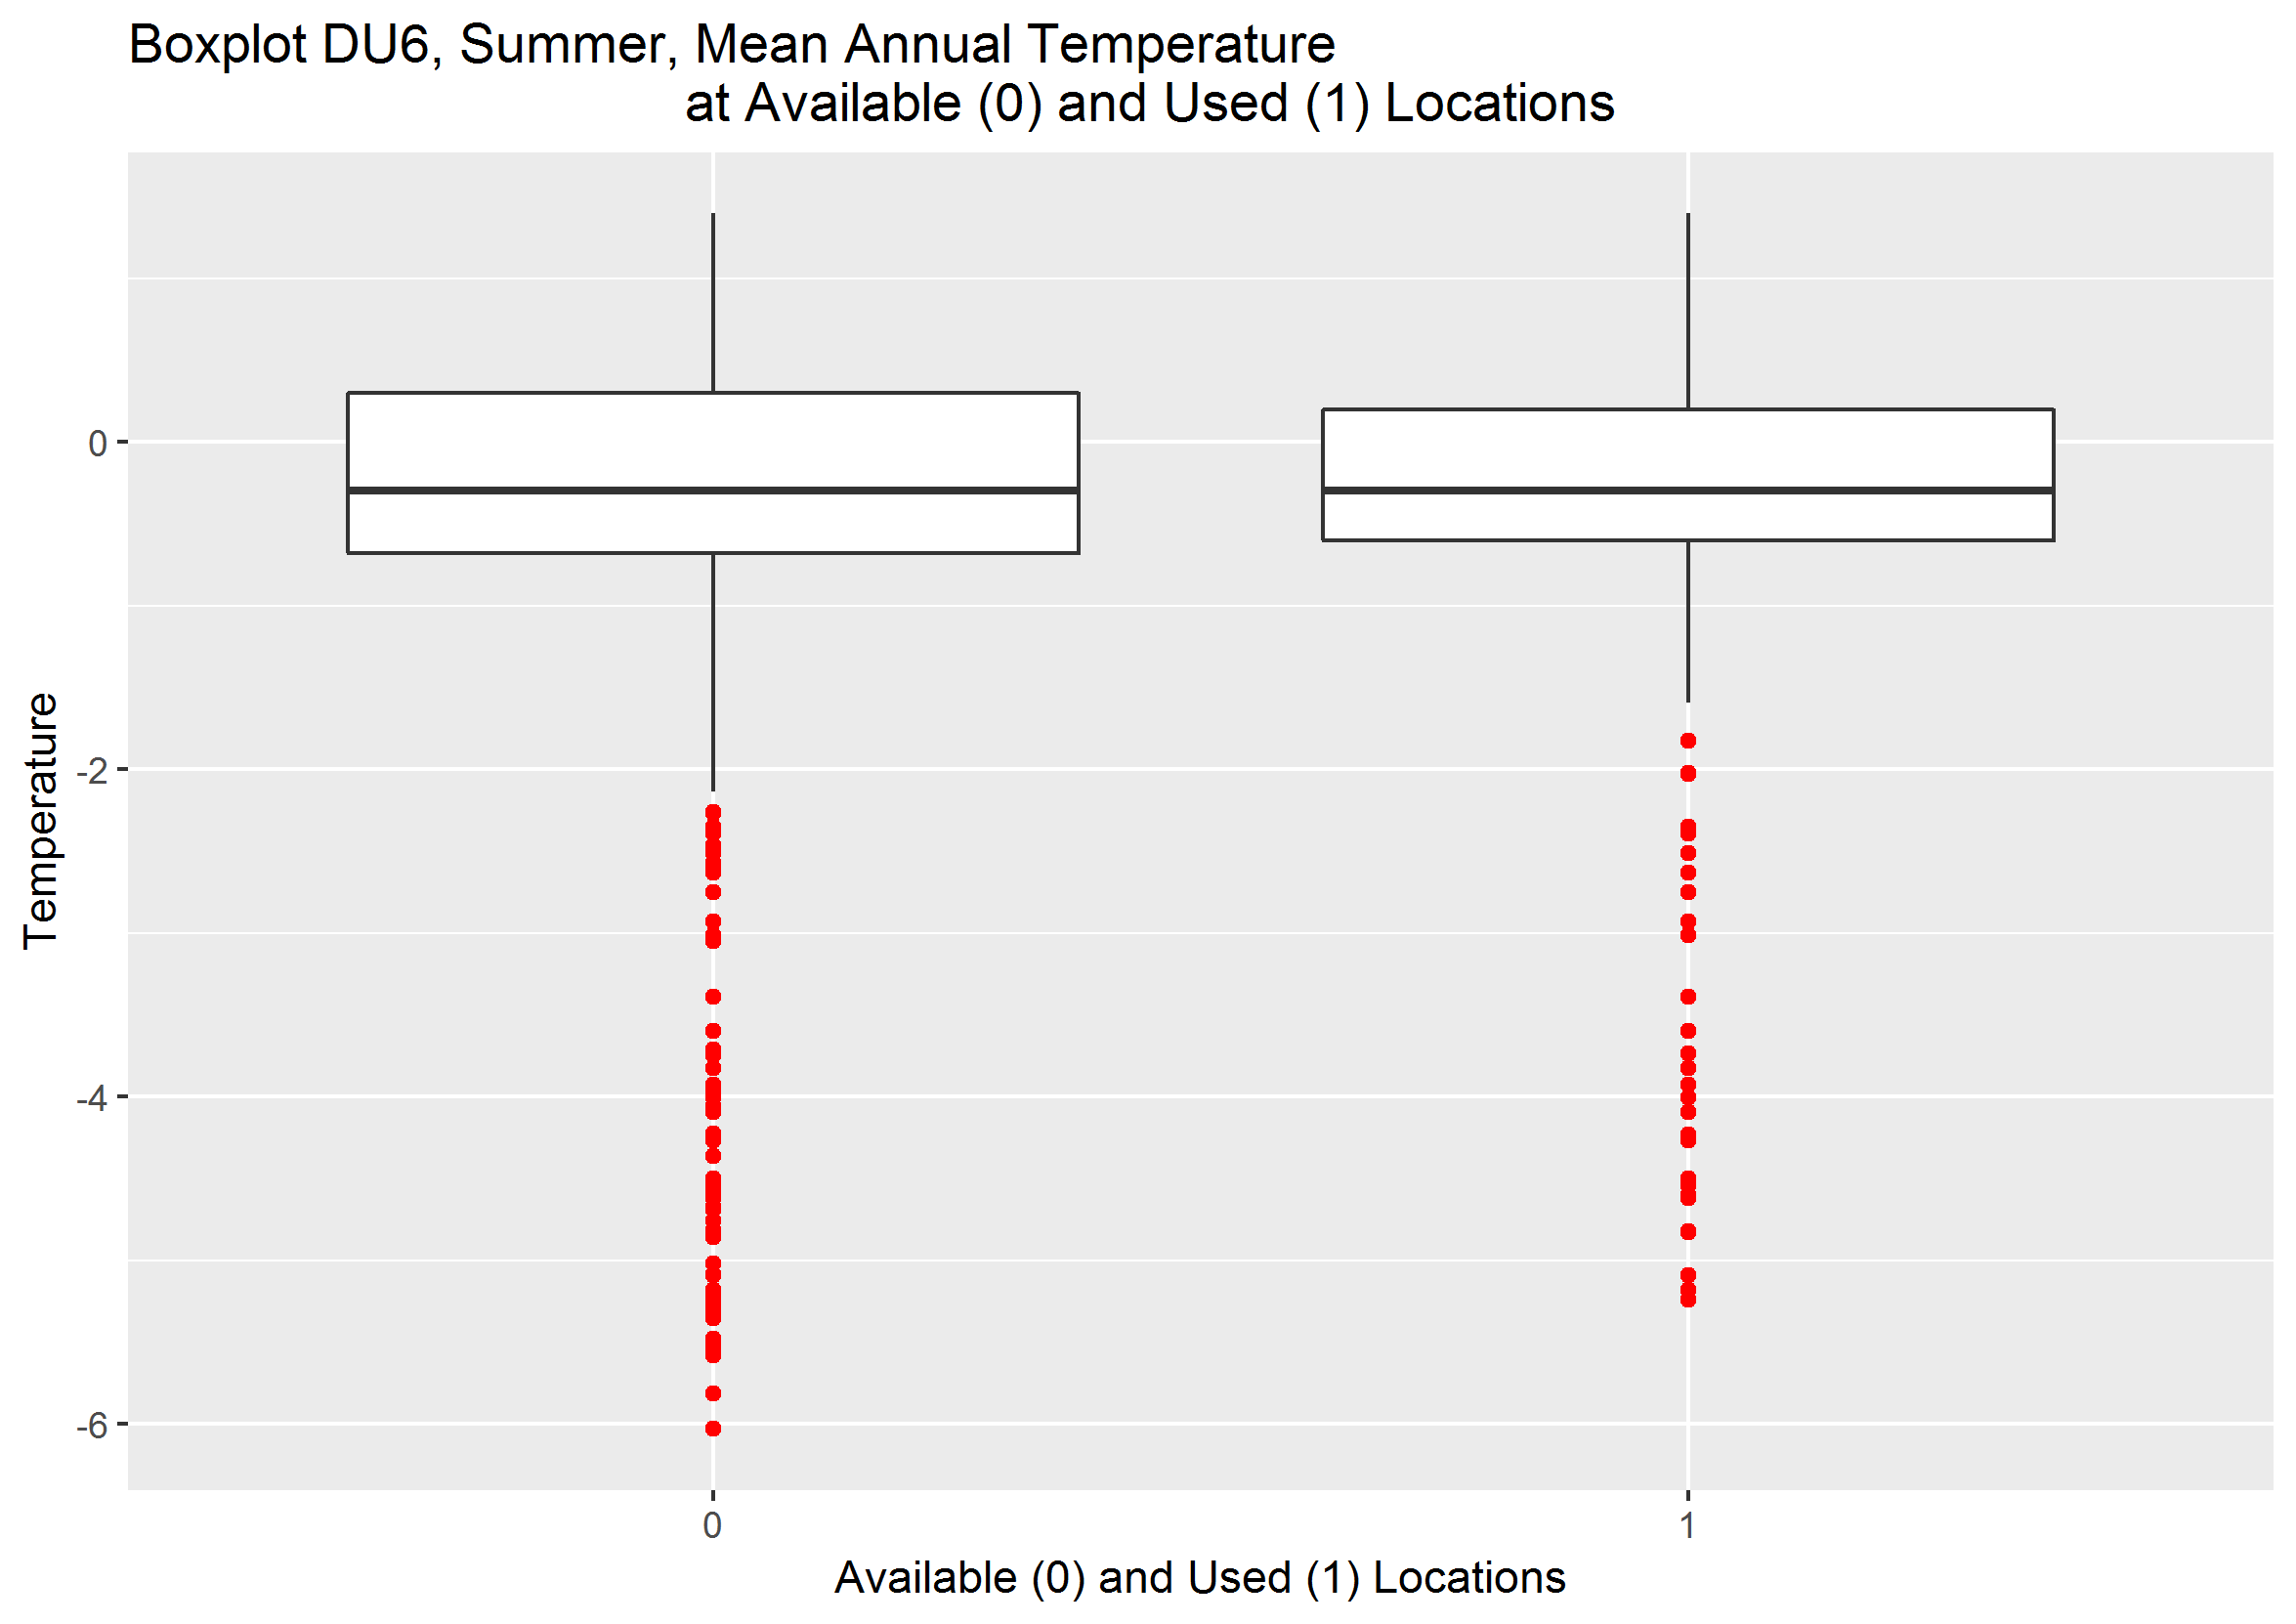 Boxplot DU6, Summer, Mean Annual Temperature
at Available (0) and Used (1) Locations
Temperature
0
-2
-4
-6
0
1
Available (0) and Used (1) Locations